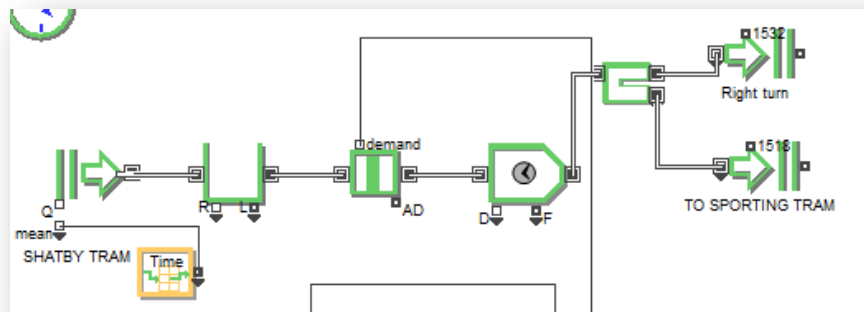 1532
Right turn
demand
1518
TO SPORTING TRAM
Q
R
L
AD
D
F
mean
SHATBY TRAM
Time